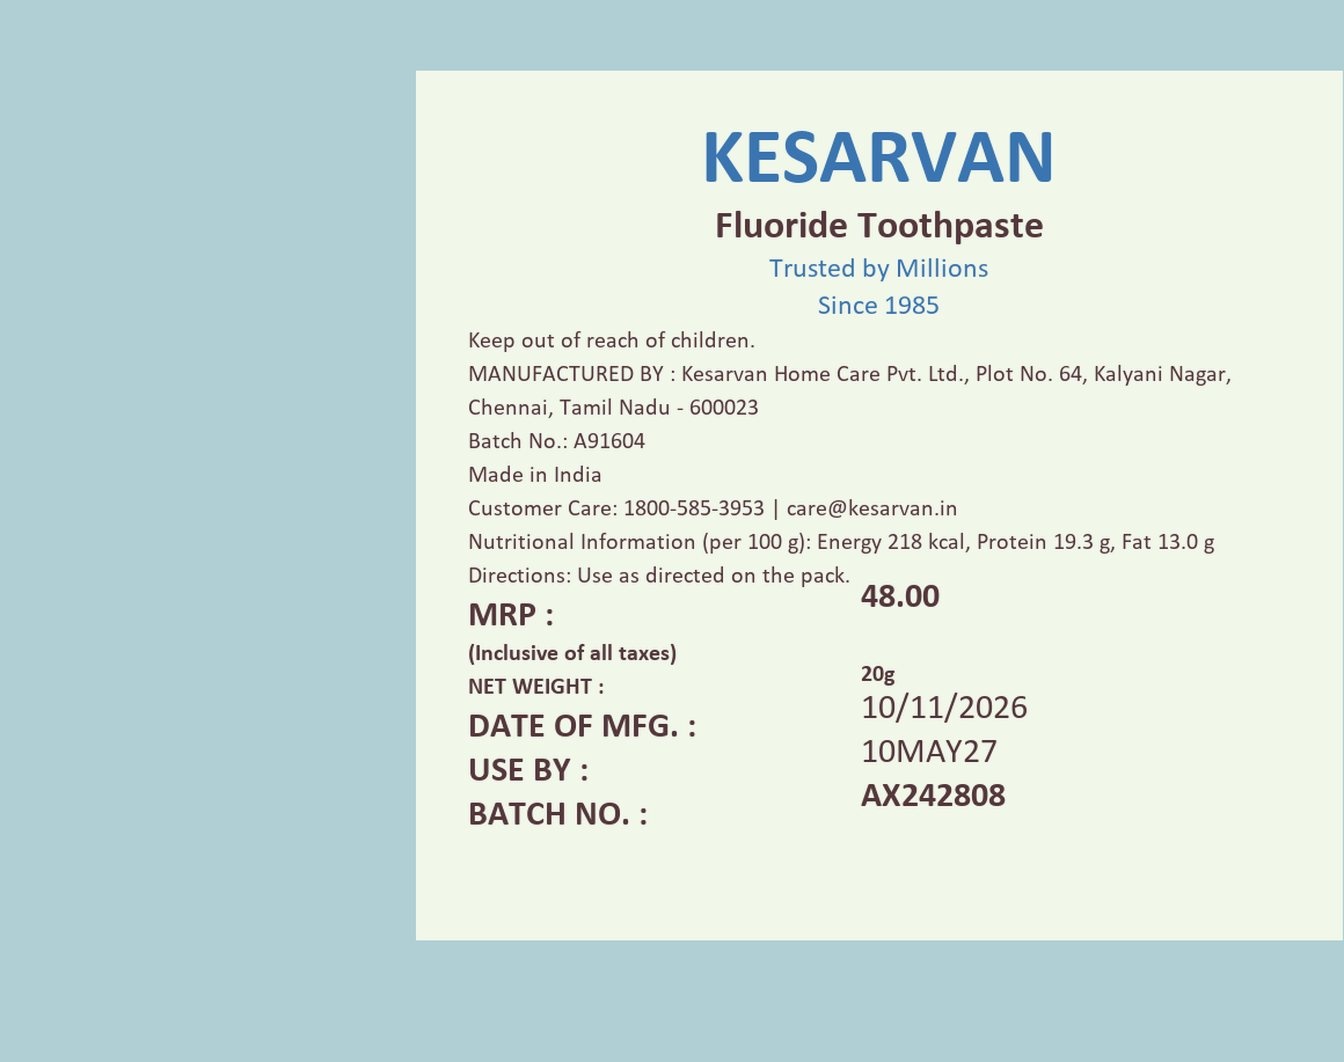 KESARVAN
Fluoride Toothpaste
Trusted by Millions
Since 1985
Keep out of reach of children.
MANUFACTURED BY : Kesarvan Home Care Pvt. Ltd., Plot No. 64, Kalyani Nagar,
Chennai, Tamil Nadu - 600023
Batch No.: A91604
Made in India
Customer Care: 1800-585-3953 | care@kesarvan.in
Nutritional Information (per 100 g): Energy 218 kcal, Protein 19.3 g, Fat 13.0 g
Directions: Use as directed on the pack.
MRP : 48.00
(Inclusive of all taxes)
NET WEIGHT : 20g
DATE OF MFG. : 10/11/2026
USE BY : 10MAY27
BATCH NO. : AX242808